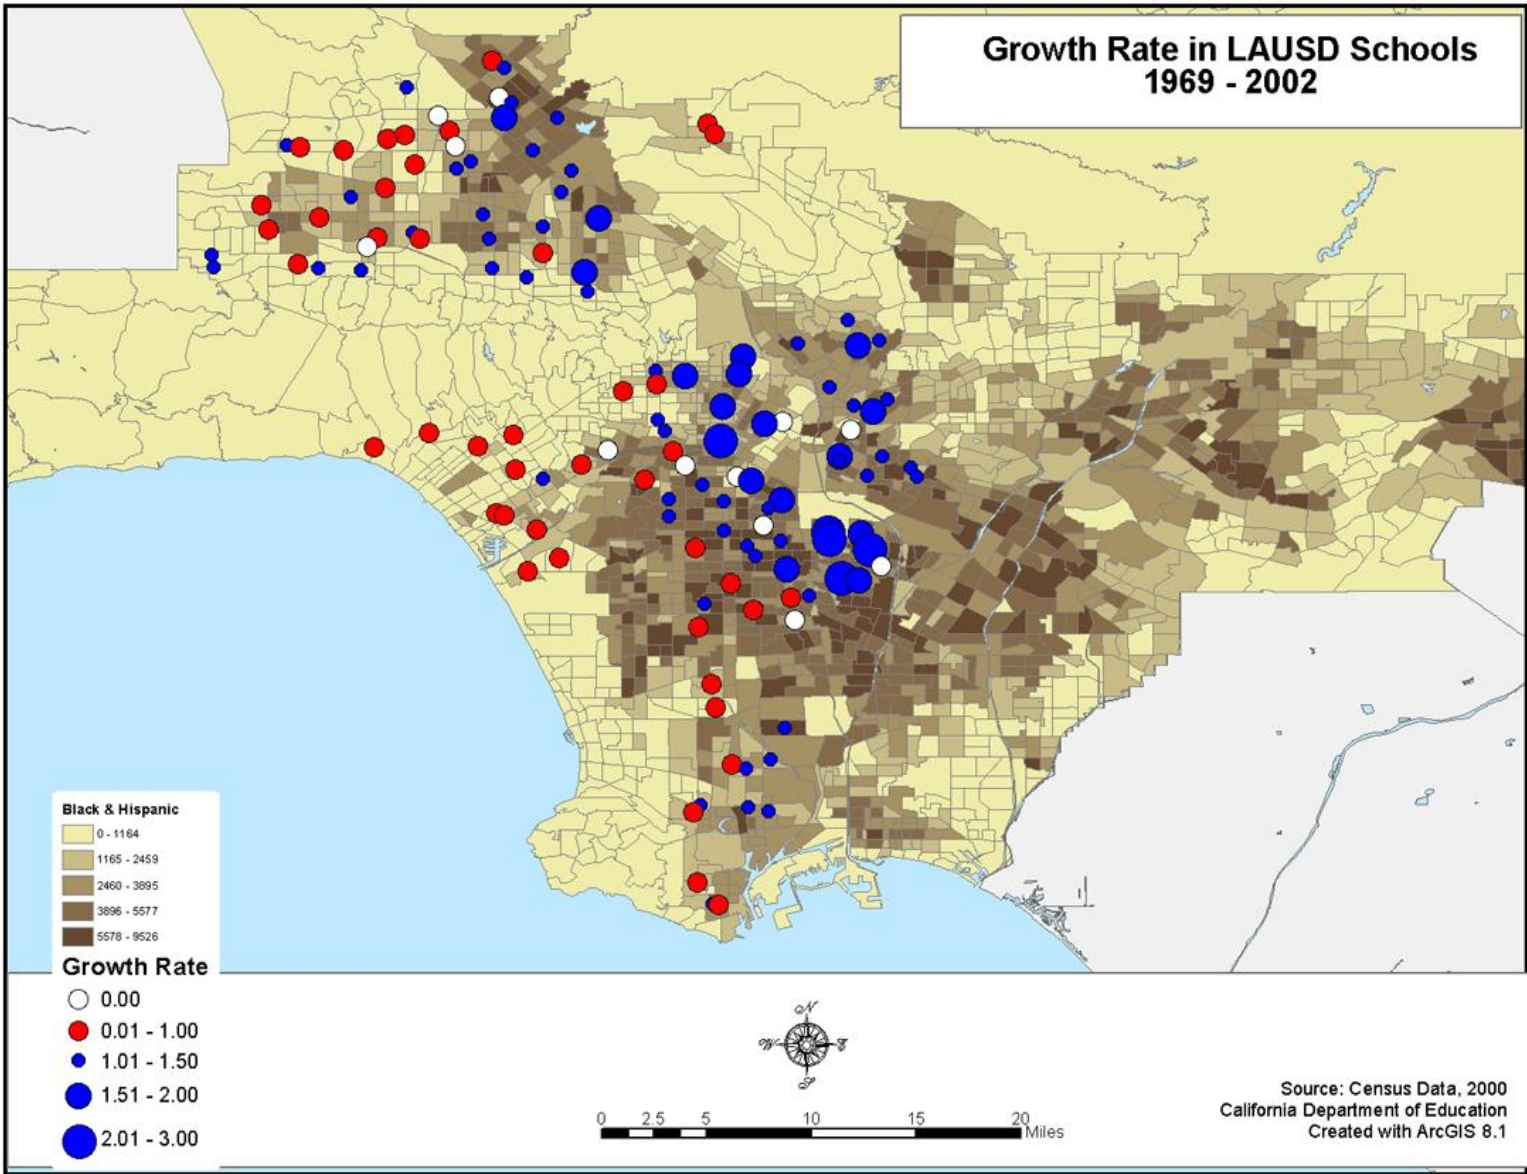 Growth Rate in LAUSD Schools
1969 - 2002
Black & Hispanic
0 - 1164
1165 - 2459
2460 - 3895
3896 - 5577
5578 - 9526
Growth Rate
0.00
0.01 - 1.00
1.01 - 1.50
1.51 - 2.00
2.01 - 3.00
N
W E
S
0 2.5 5 10 15 20
Miles
Source: Census Data, 2000
California Department of Education
Created with ArcGIS 8.1